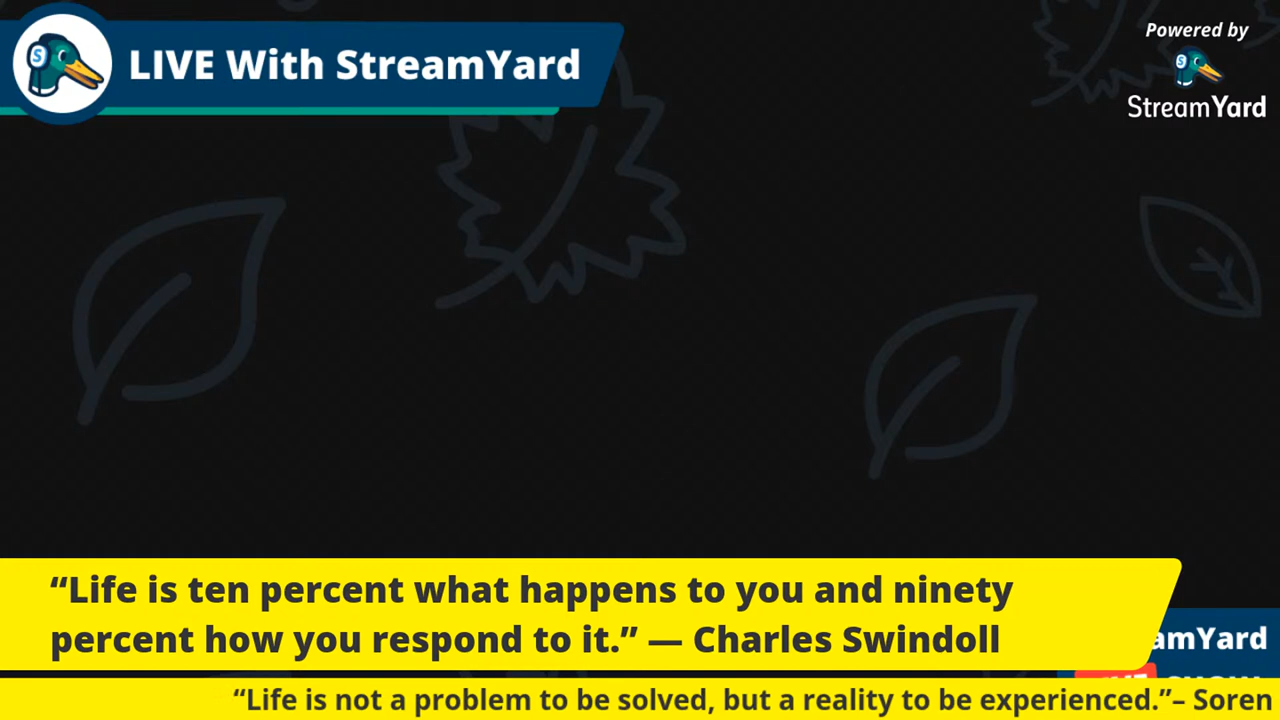 LIVE With StreamYard
Powered by
StreamYard
S
S
“Life is ten percent what happens to you and ninety
percent how you respond to it.” — Charles Swindoll
amYard
“Life is not a problem to be solved, but a reality to be experienced.”– Soren